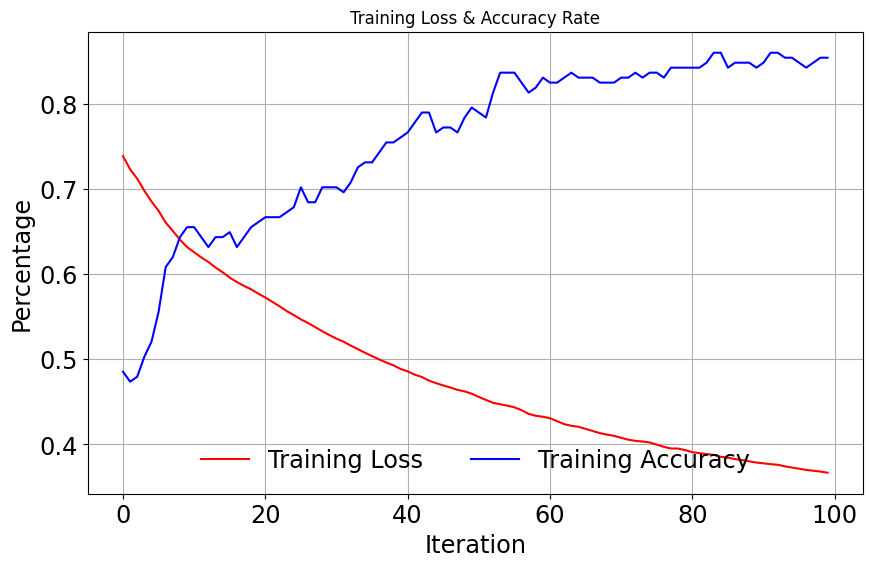 Training Loss & Accuracy Rate
Percentage
0.8
0.7
0.6
0.5
0.4
Training Loss Training Accuracy
0 20 40 60 80 100
Iteration